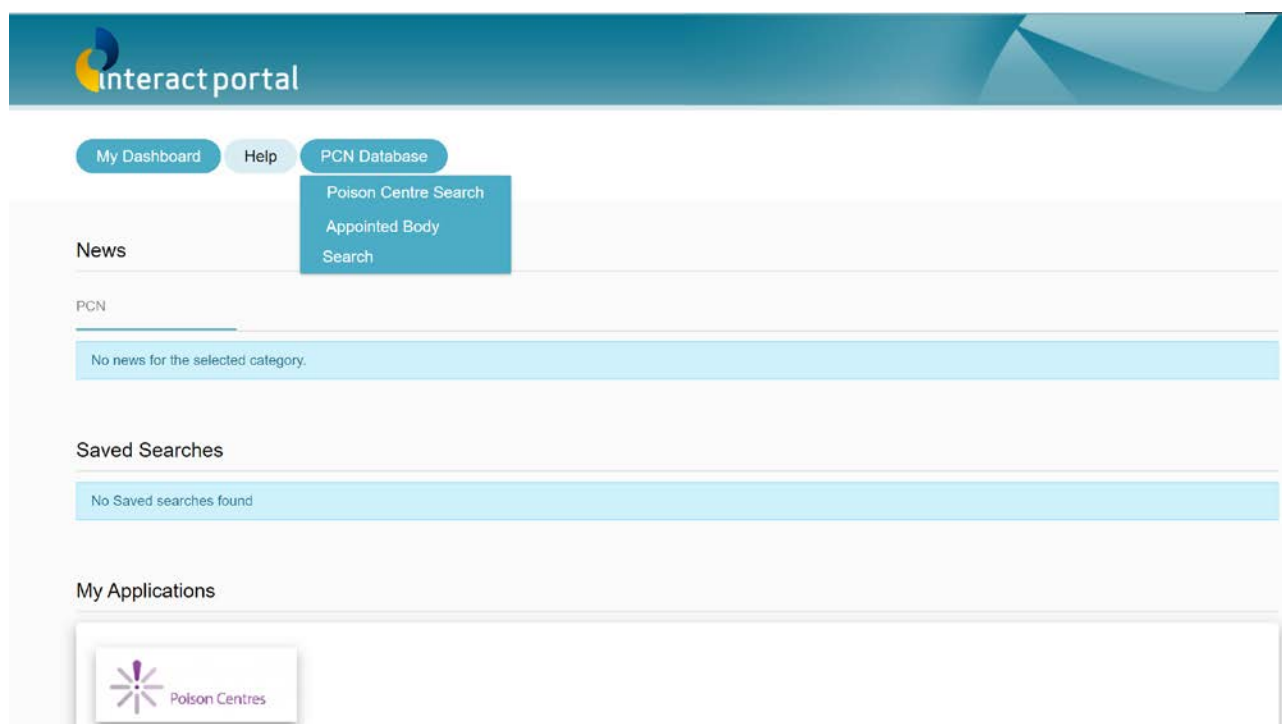 interact portal
My Dashboard Help PCN Database
Poison Centre Search
Appointed Body
Search
News
PCN
No news for the selected category.
Saved Searches
No Saved searches found
My Applications
Poison Centres